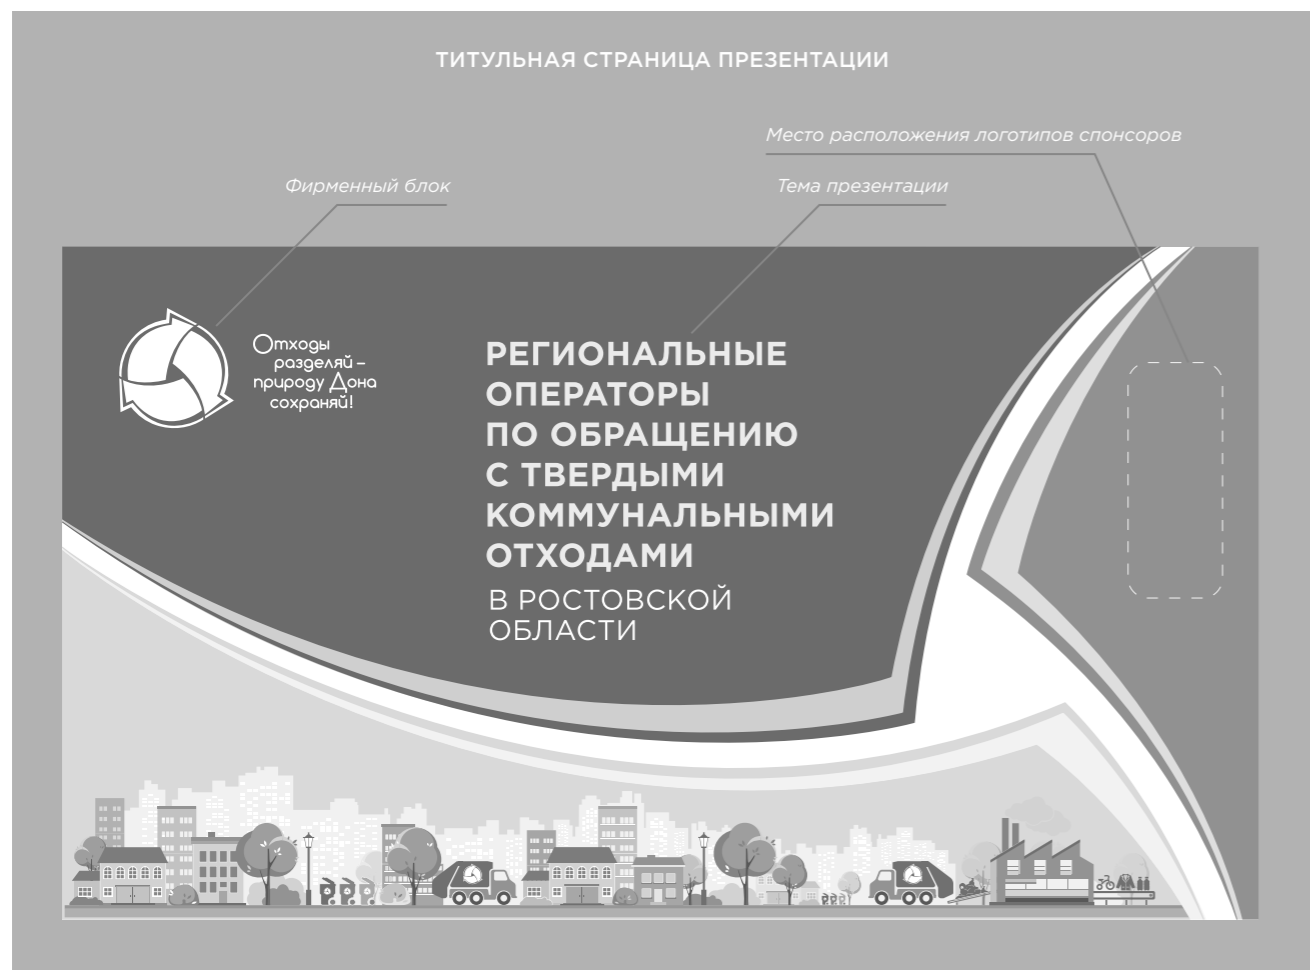 ТИТУЛЬНАЯ СТРАНИЦА ПРЕЗЕНТАЦИИ
Место расположения логотипов спонсоров
Фирменный блок
Тема презентации
Отходы
разделяй –
природу Дона
сохраняй!
РЕГИОНАЛЬНЫЕ
ОПЕРАТОРЫ
ПО ОБРАЩЕНИЮ
С ТВЕРДЫМИ
КОММУНАЛЬНЫМИ
ОТХОДАМИ
В РОСТОВСКОЙ
ОБЛАСТИ